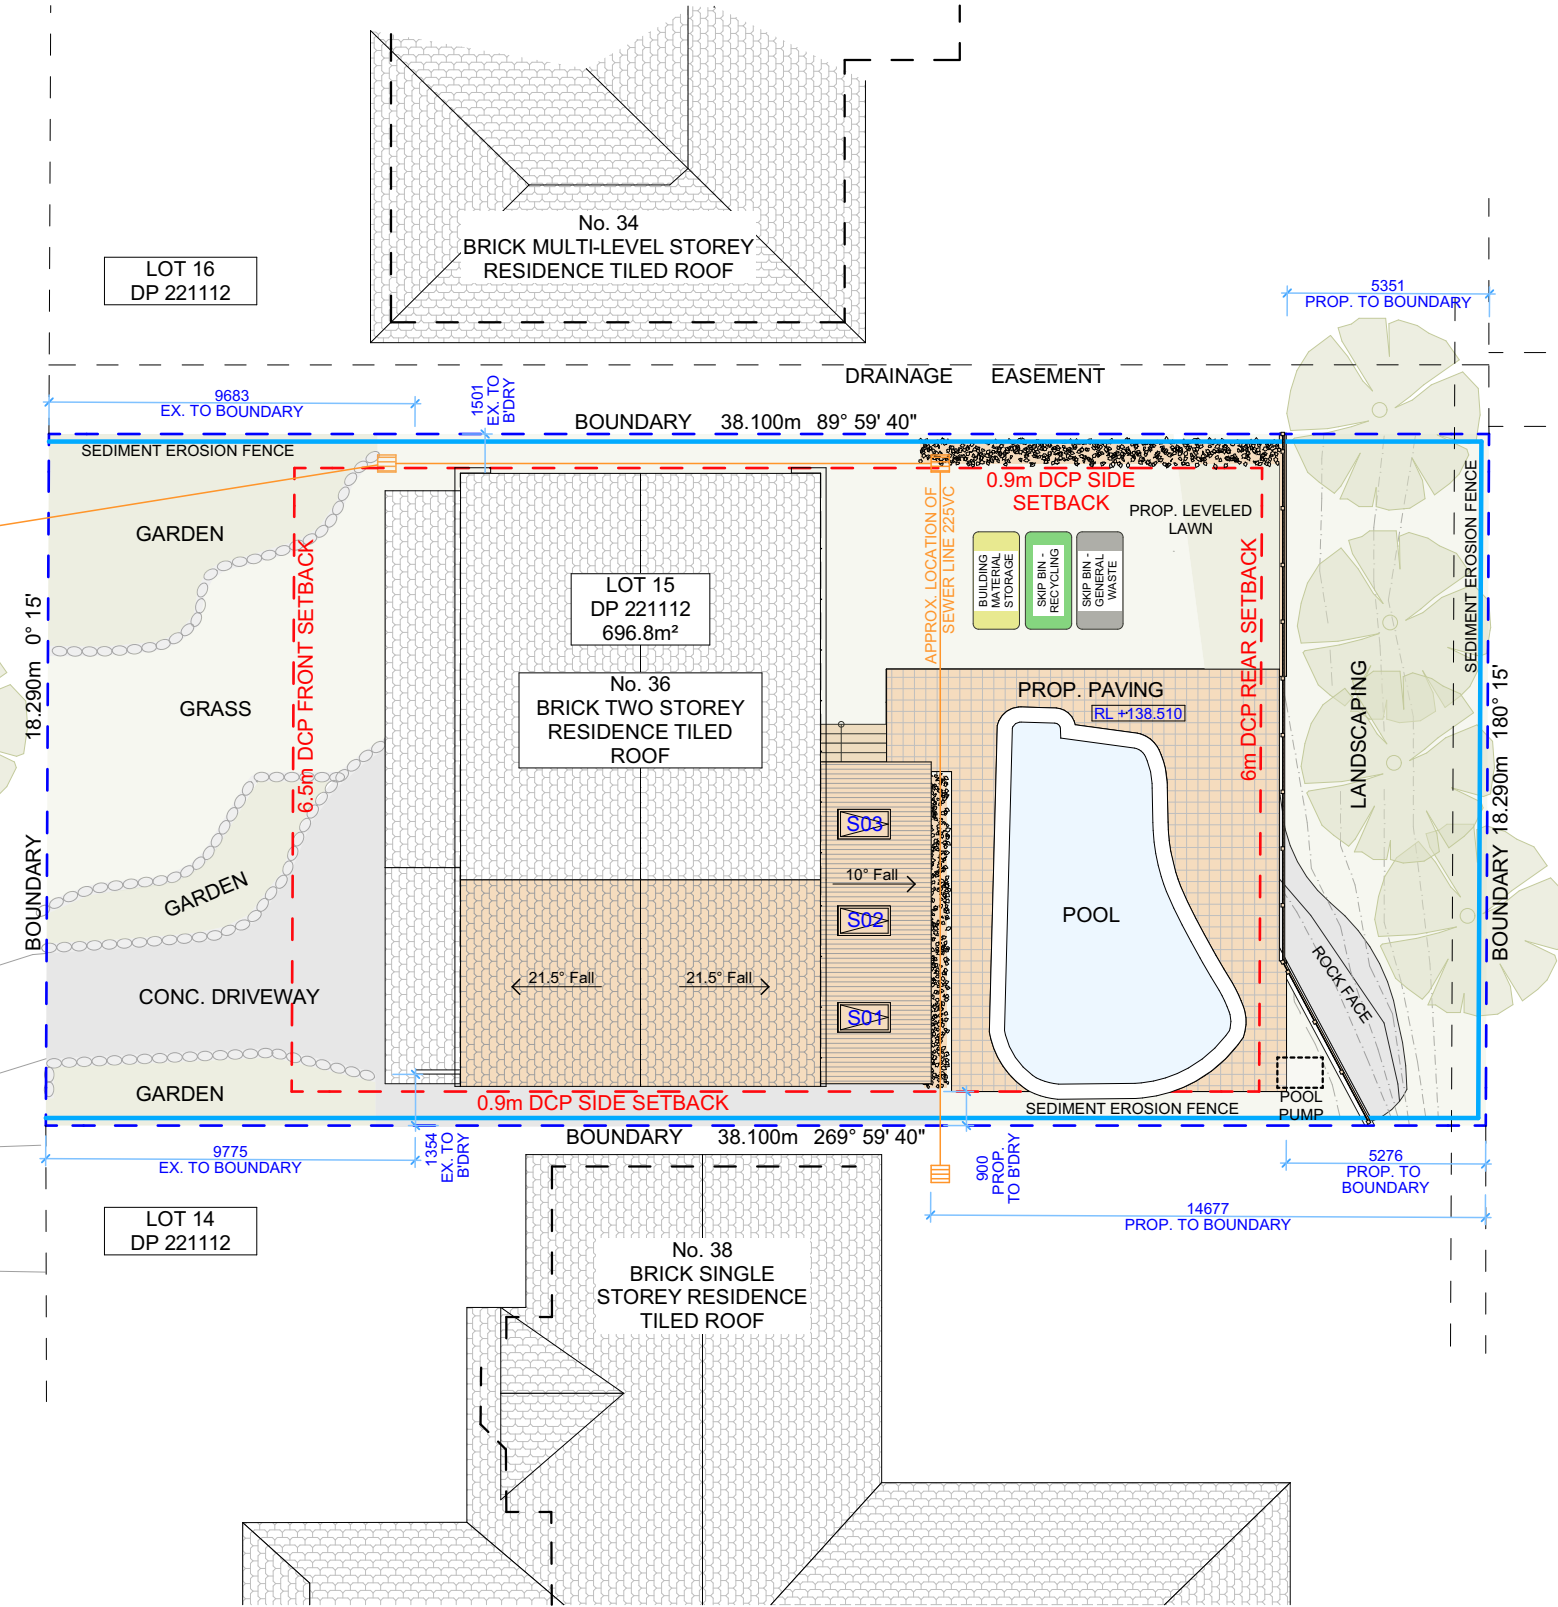 No. 34
BRICK MULTI-LEVEL STOREY
RESIDENCE TILED ROOF
LOT 16
DP 221112
5351
PROP. TO BOUNDARY
DRAINAGE EASEMENT
9683
EX. TO BOUNDARY
1501
EX. TO
B'DRY
BOUNDARY 38.100m 89° 59' 40"
SEDIMENT EROSION FENCE
0.9m DCP SIDE
SETBACK
PROP. LEVELED
LAWN
SEDIMENT EROSION FENCE
GARDEN
APPROX. LOCATION OF
SEWER LINE 225VC
BUILDING
MATERIAL
STORAGE
SKIP BIN -
RECYCLING
SKIP BIN -
GENERAL
WASTE
LOT 15
DP 221112
696.8m²
6.5m DCP FRONT SETBACK
6m DCP REAR SETBACK
BOUNDARY 18.290m 0° 15'
No. 36
BRICK TWO STOREY
RESIDENCE TILED
ROOF
PROP. PAVING
RL +138.510
LANDSCAPING
BOUNDARY 18.290m 180° 15'
GRASS
S03
10° Fall
GARDEN
S02
POOL
21.5° Fall
21.5° Fall
ROCK FACE
CONC. DRIVEWAY
S01
GARDEN
0.9m DCP SIDE SETBACK
SEDIMENT EROSION FENCE
POOL
PUMP
BOUNDARY 38.100m 269° 59' 40"
9775
EX. TO BOUNDARY
1354
EX. TO
B'DRY
900
PROP.
TO B'DRY
5276
PROP. TO
BOUNDARY
14677
PROP. TO BOUNDARY
LOT 14
DP 221112
No. 38
BRICK SINGLE
STOREY RESIDENCE
TILED ROOF